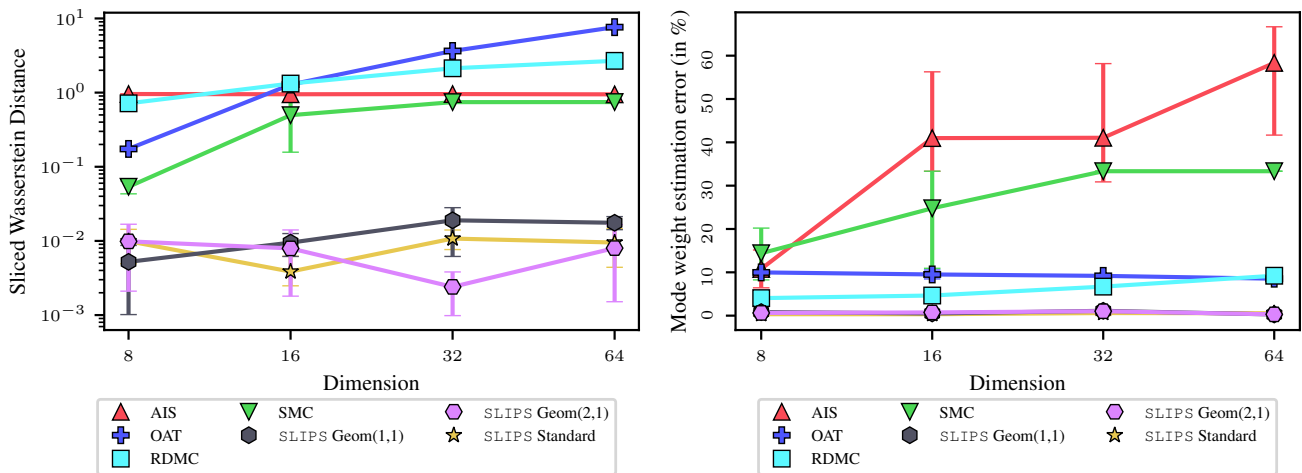 Sliced Wasserstein Distance
10^1
10^0
10^{-1}
10^{-2}
10^{-3}
8 16 32 64
Dimension
AIS SMC SLIPS Geom(2,1)
OAT SLIPS Geom(1,1) SLIPS Standard
RDMC
Mode weight estimation error (in %)
60
50
40
30
20
10
0
8 16 32 64
Dimension
AIS SMC SLIPS Geom(2,1)
OAT SLIPS Geom(1,1) SLIPS Standard
RDMC